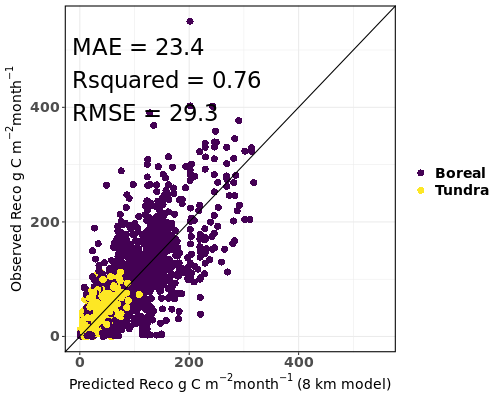 MAE = 23.4
Rsquared = 0.76
RMSE = 29.3
Observed Reco g C m⁻²month⁻¹
400
200
0
0 200 400
Predicted Reco g C m⁻²month⁻¹ (8 km model)
Boreal
Tundra